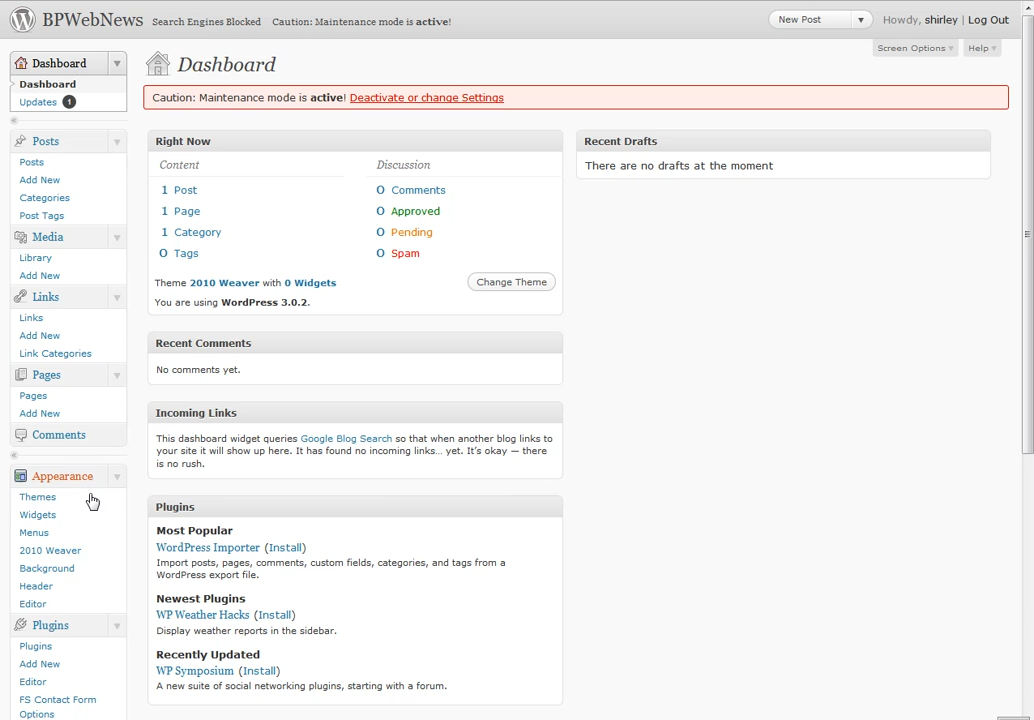 BPWebNews Search Engines Blocked Caution: Maintenance mode is active! New Post Howdy, shirley | Log Out
Screen Options Help
Dashboard
Dashboard
Updates 1
Posts
Posts
Add New
Categories
Post Tags
Media
Library
Add New
Links
Links
Add New
Link Categories
Pages
Pages
Add New
Comments
Appearance
Themes
Widgets
Menus
2010 Weaver
Background
Header
Editor
Plugins
Plugins
Add New
Editor
FS Contact Form
Options
Dashboard
Caution: Maintenance mode is active! Deactivate or change Settings
Right Now
Content Discussion
1 Post 0 Comments
1 Page 0 Approved
1 Category 0 Pending
0 Tags 0 Spam
Theme 2010 Weaver with 0 Widgets Change Theme
You are using WordPress 3.0.2.
Recent Comments
No comments yet.
Incoming Links
This dashboard widget queries Google Blog Search so that when another blog links to
your site it will show up here. It has found no incoming links… yet. It's okay — there
is no rush.
Plugins
Most Popular
WordPress Importer (Install)
Import posts, pages, comments, custom fields, categories, and tags from a
WordPress export file.
Newest Plugins
WP Weather Hacks (Install)
Display weather reports in the sidebar.
Recently Updated
WP Symposium (Install)
A new suite of social networking plugins, starting with a forum.
Recent Drafts
There are no drafts at the moment